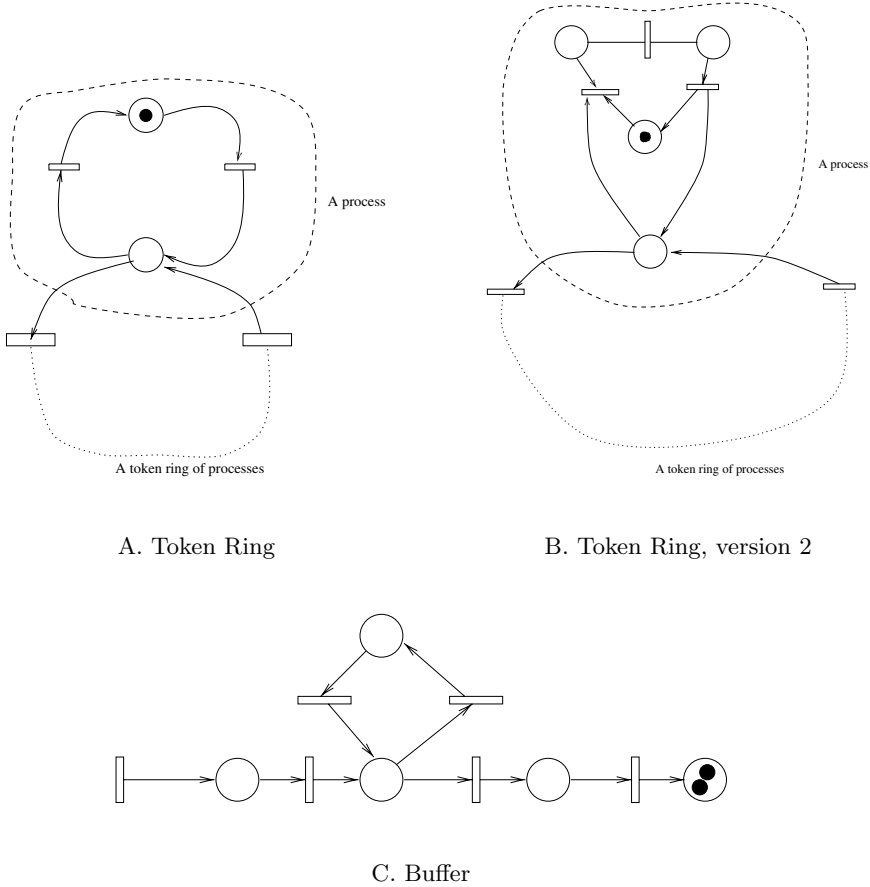 A process
A process
A token ring of processes
A token ring of processes
A. Token Ring
B. Token Ring, version 2
C. Buffer